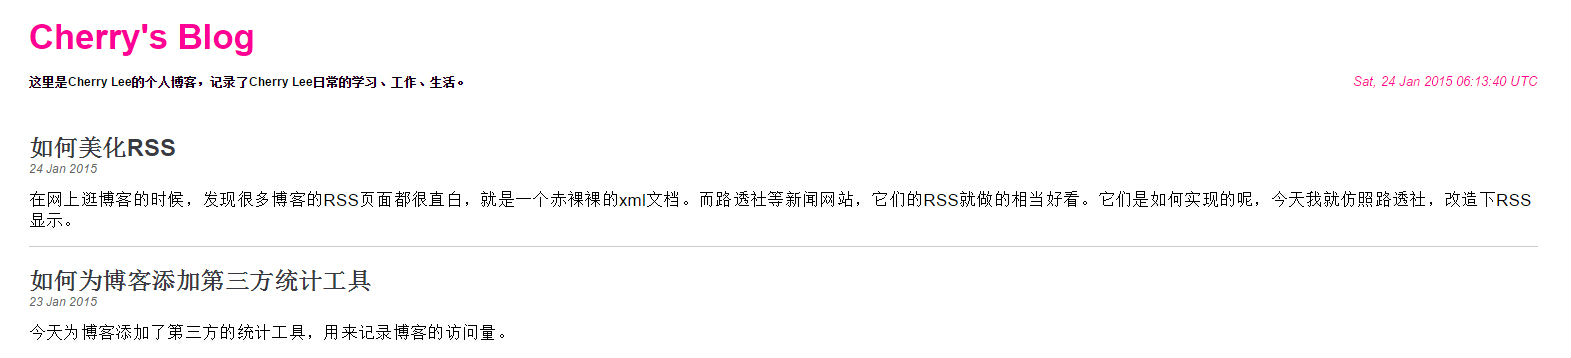 Cherry's Blog
这里是Cherry Lee的个人博客，记录了Cherry Lee日常的学习、工作、生活。
Sat, 24 Jan 2015 06:13:40 UTC
如何美化RSS
24 Jan 2015
在网上逛博客的时候，发现很多博客的RSS页面都很直白，就是一个赤裸裸的xml文档。而路透社等新闻网站，它们的RSS就做的相当好看。它们是如何实现的呢，今天我就仿照路透社，改造下RSS
显示。
如何为博客添加第三方统计工具
23 Jan 2015
今天为博客添加了第三方的统计工具，用来记录博客的访问量。